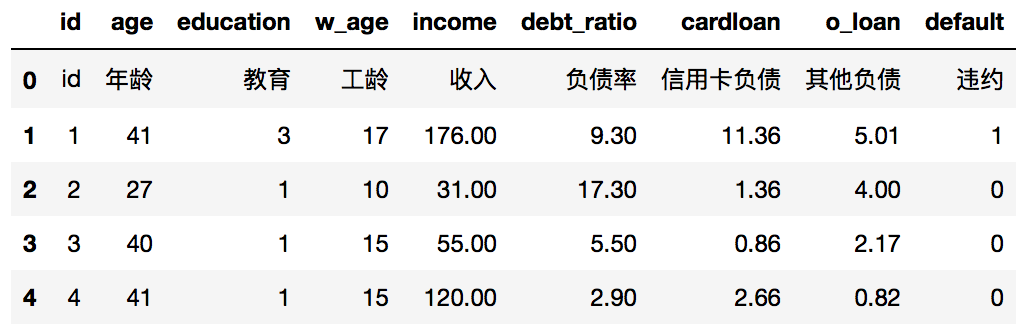 id age education w_age income debt_ratio cardloan o_loan default
0 id 年龄 教育 工龄 收入 负债率 信用卡负债 其他负债 违约
1 1 41 3 17 176.00 9.30 11.36 5.01 1
2 2 27 1 10 31.00 17.30 1.36 4.00 0
3 3 40 1 15 55.00 5.50 0.86 2.17 0
4 4 41 1 15 120.00 2.90 2.66 0.82 0